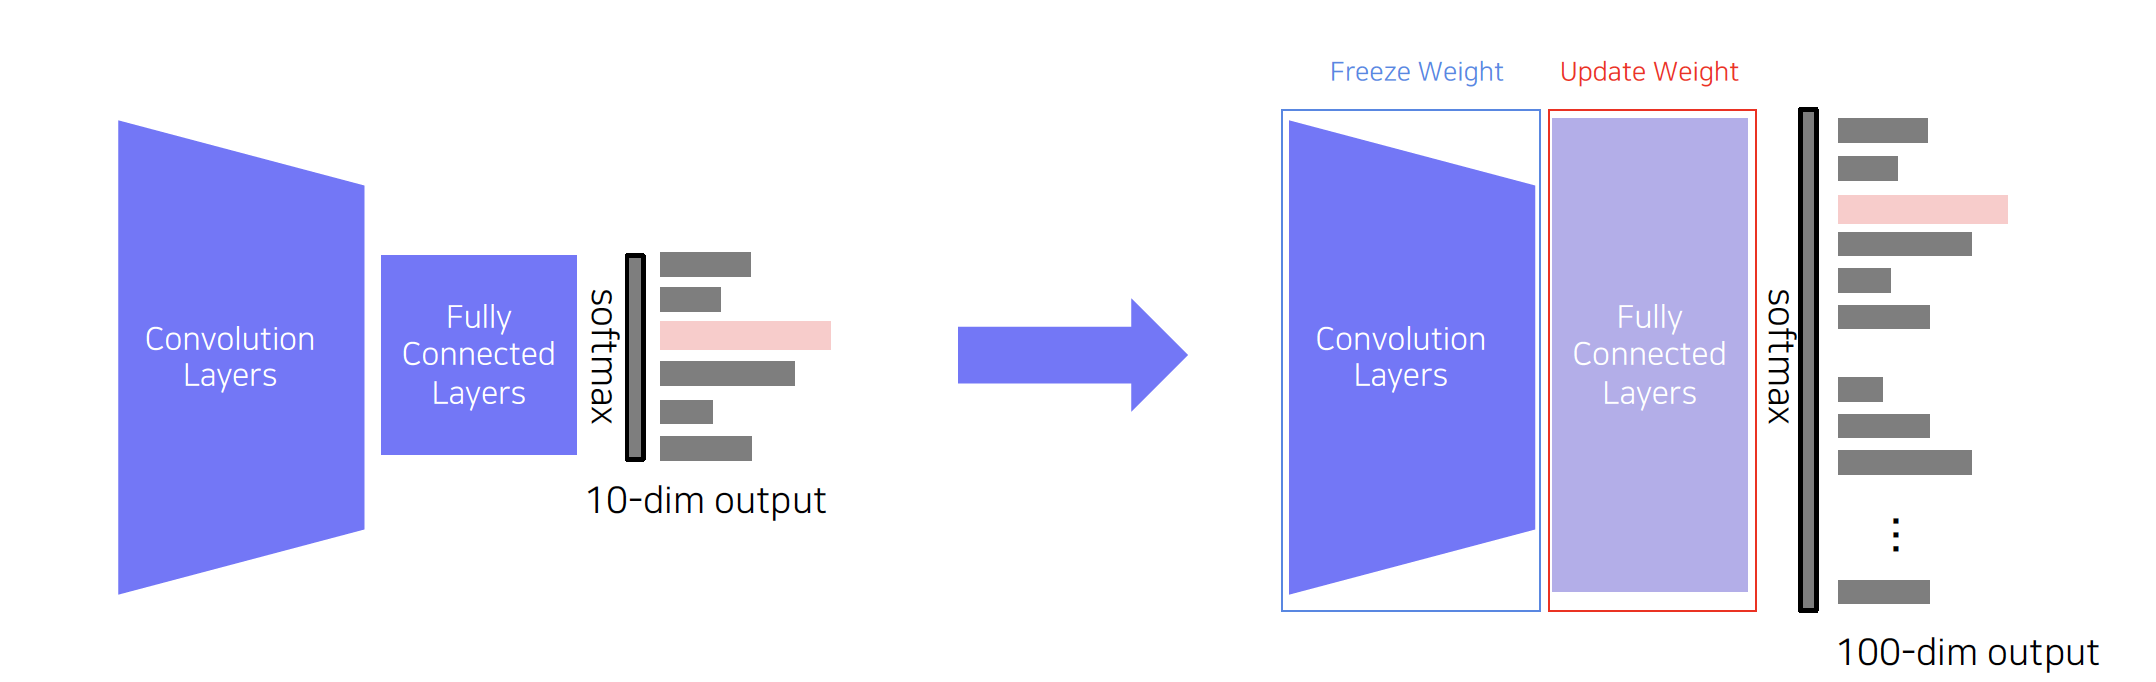 Convolution
Layers
Fully
Connected
Layers
softmax
10-dim output
Freeze Weight
Update Weight
Convolution
Layers
Fully
Connected
Layers
softmax
⋮
100-dim output